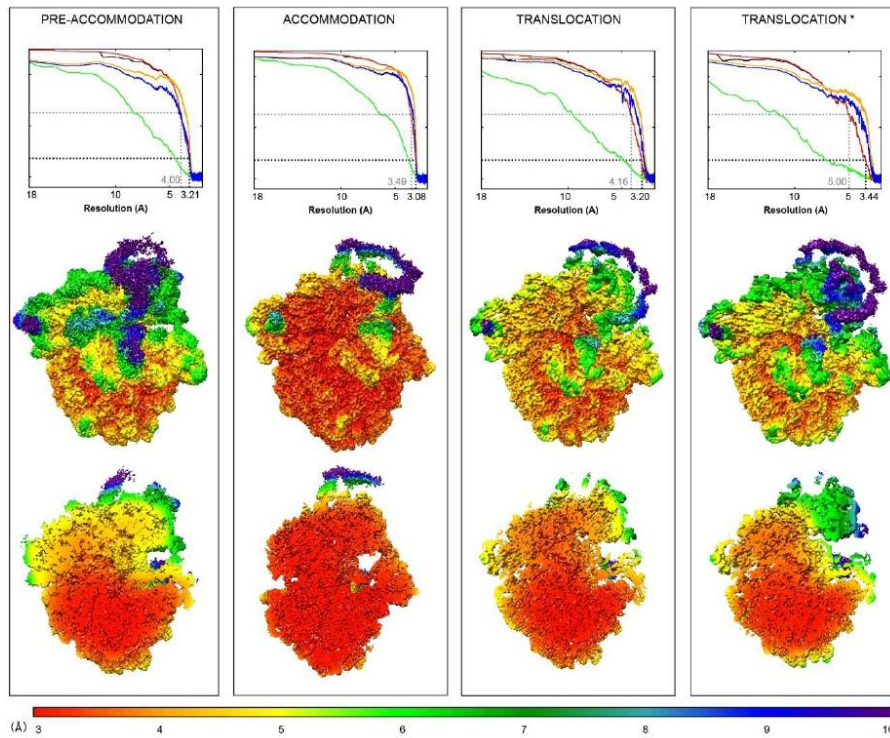 PRE-ACCOMMODATION
ACCOMMODATION
TRANSLOCATION
TRANSLOCATION *
4.00
18 10 5 3.21
Resolution (A)
3.49
18 10 5 3.08
Resolution (A)
4.16
18 10 5 3.20
Resolution (A)
5.00
18 10 5 3.44
Resolution (A)
(Å) 3 4 5 6 7 8 9 10